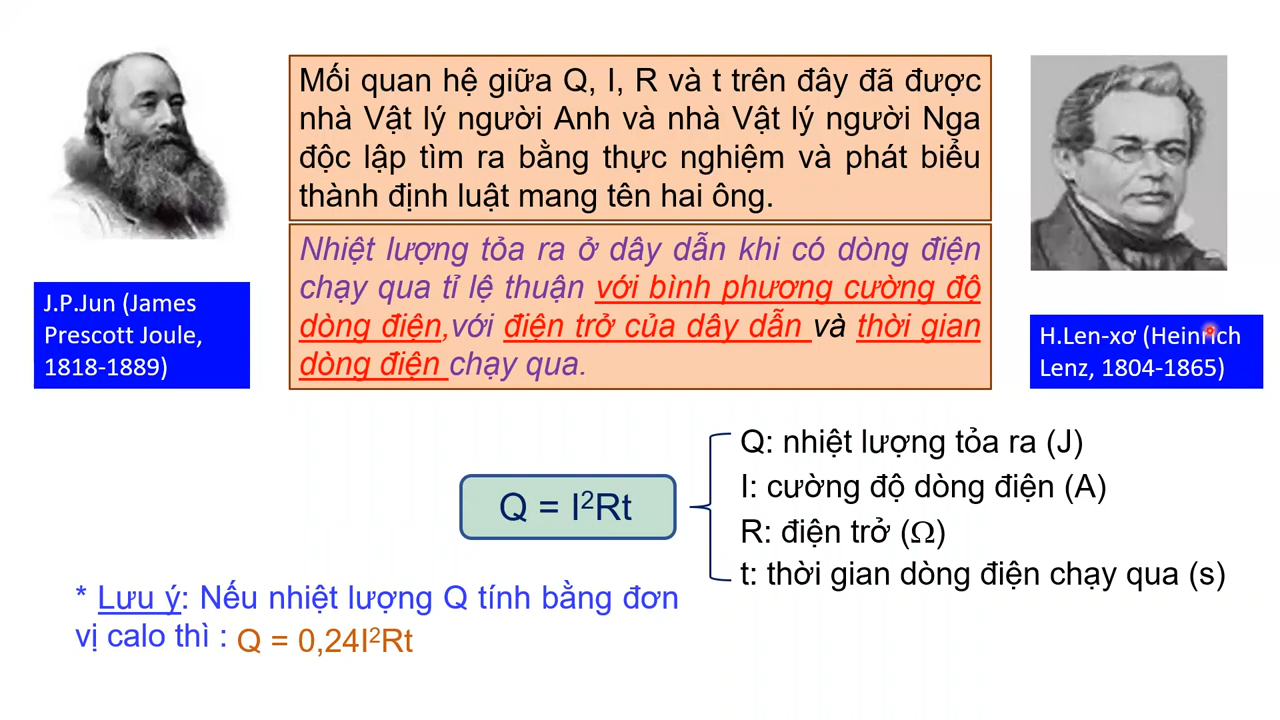 Mối quan hệ giữa Q, I, R và t trên đây đã được
nhà Vật lý người Anh và nhà Vật lý người Nga
độc lập tìm ra bằng thực nghiệm và phát biểu
thành định luật mang tên hai ông.
Nhiệt lượng tỏa ra ở dây dẫn khi có dòng điện
chạy qua tỉ lệ thuận với bình phương cường độ
dòng điện,với điện trở của dây dẫn và thời gian
dòng điện chạy qua.
J.P.Jun (James
Prescott Joule,
1818-1889)
H.Len-xơ (Heinrich
Lenz, 1804-1865)
Q = I²Rt
Q: nhiệt lượng tỏa ra (J)
I: cường độ dòng điện (A)
R: điện trở (Ω)
t: thời gian dòng điện chạy qua (s)
* Lưu ý: Nếu nhiệt lượng Q tính bằng đơn
vị calo thì : Q = 0,24I²Rt